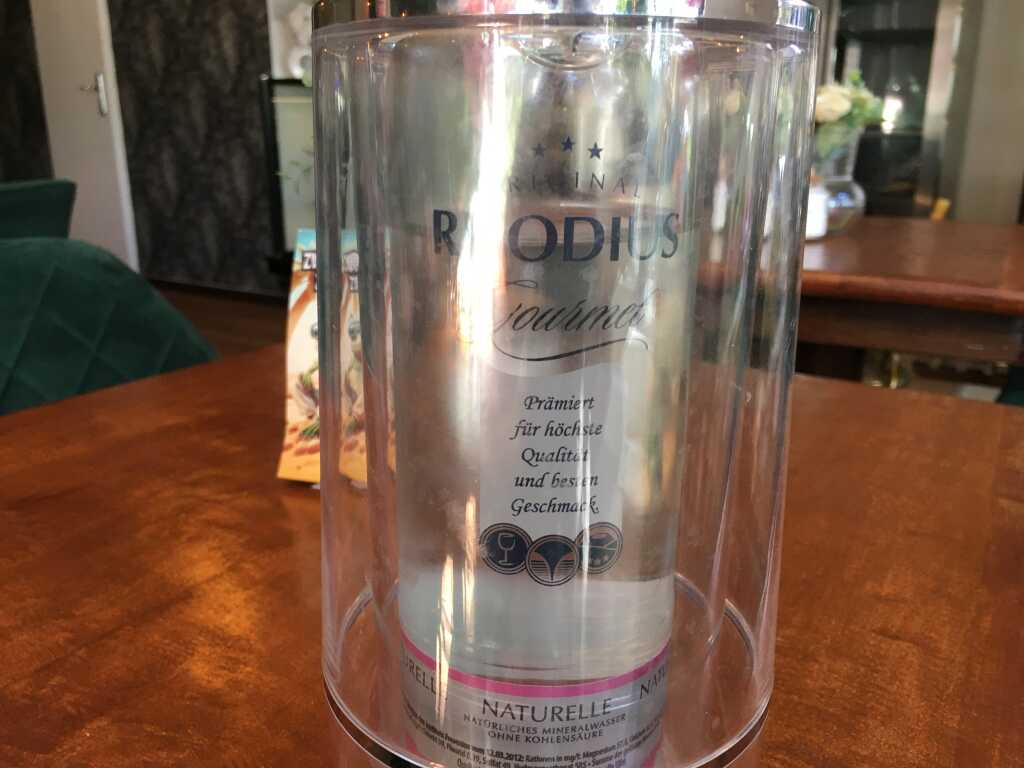 ORIGINAL
RHODIUS
Gourmet
Prämiert
für höchste
Qualität
und besten
Geschmack.
NATURELLE
NATÜRLICHES MINERALWASSER
OHNE KOHLENSÄURE